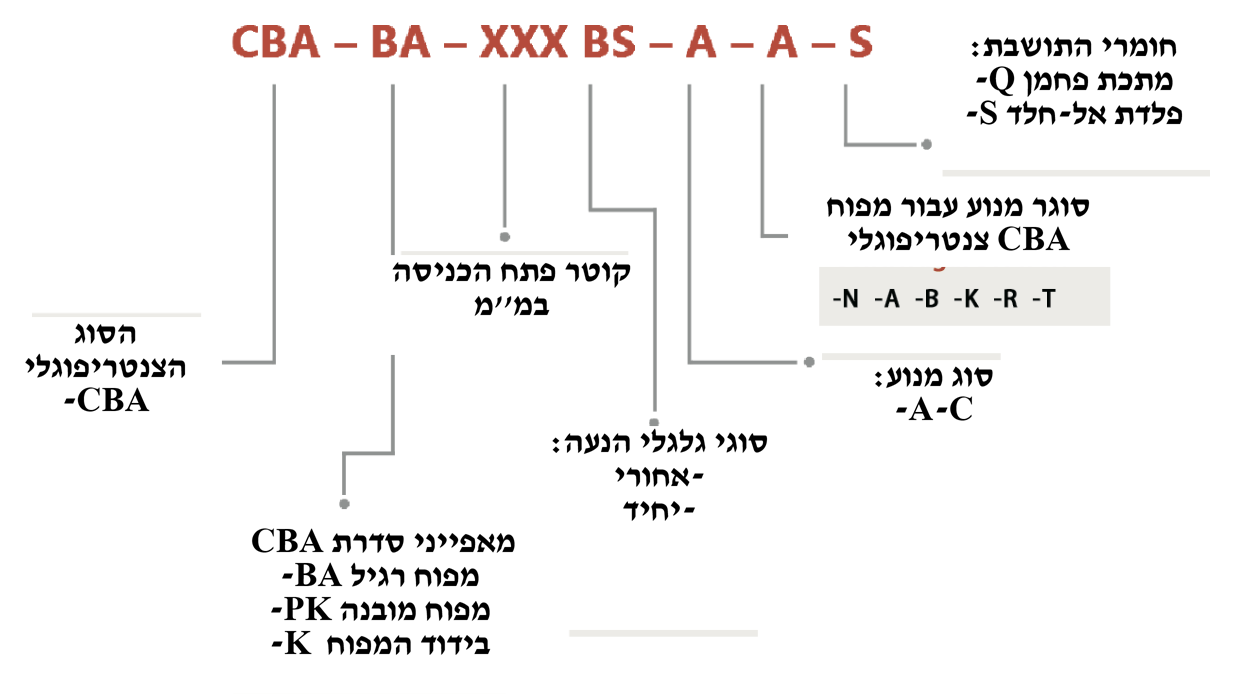 CBA – BA – XXX BS – A – A – S
חומרי התושבת:
מתכת פחמן Q-
פלדת אל-חלד S-
סוגר מנוע עבור מפוח
צנטריפוגלי CBA
-N -A -B -K -R -T
קוטר פתח הכניסה
במ״מ
הסוג
הצנטריפוגלי
CBA-
סוג מנוע:
-A-C
סוגי גלגלי הנעה:
-אחורי
-יחיד
מאפייני סדרת CBA
מפוח רגיל BA-
מפוח מובנה PK-
בידוד המפוח K-